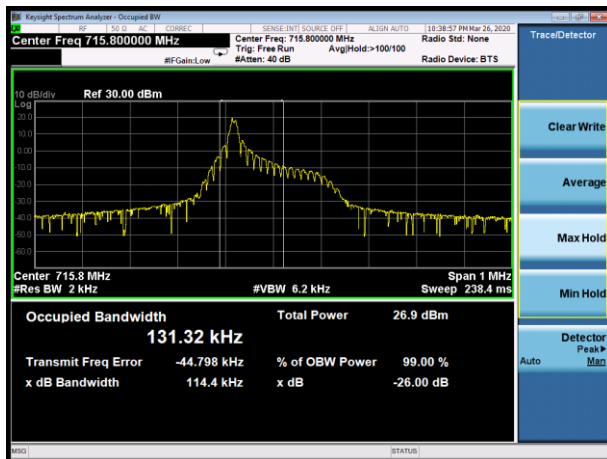 Keysight Spectrum Analyzer - Occupied BW
RF 50 Ω AC CORREC SENSE:INT SOURCE OFF ALIGN AUTO 10:38:57 PM Mar 26, 2020
Center Freq 715.800000 MHz Center Freq: 715.800000 MHz Radio Std: None Trace/Detector
Trig: Free Run Avg|Hold:>100/100
#IFGain:Low #Atten: 40 dB Radio Device: BTS
10 dB/div Ref 30.00 dBm
Log
20.0
10.0
0.00
-10.0
-20.0
-30.0
-40.0
-50.0
-60.0
Center 715.8 MHz Span 1 MHz
#Res BW 2 kHz #VBW 6.2 kHz Sweep 238.4 ms
Occupied Bandwidth Total Power 26.9 dBm
131.32 kHz
Transmit Freq Error -44.798 kHz % of OBW Power 99.00 %
x dB Bandwidth 114.4 kHz x dB -26.00 dB
Clear Write
Average
Max Hold
Min Hold
Detector
Peak▶
Auto Man
MSG STATUS